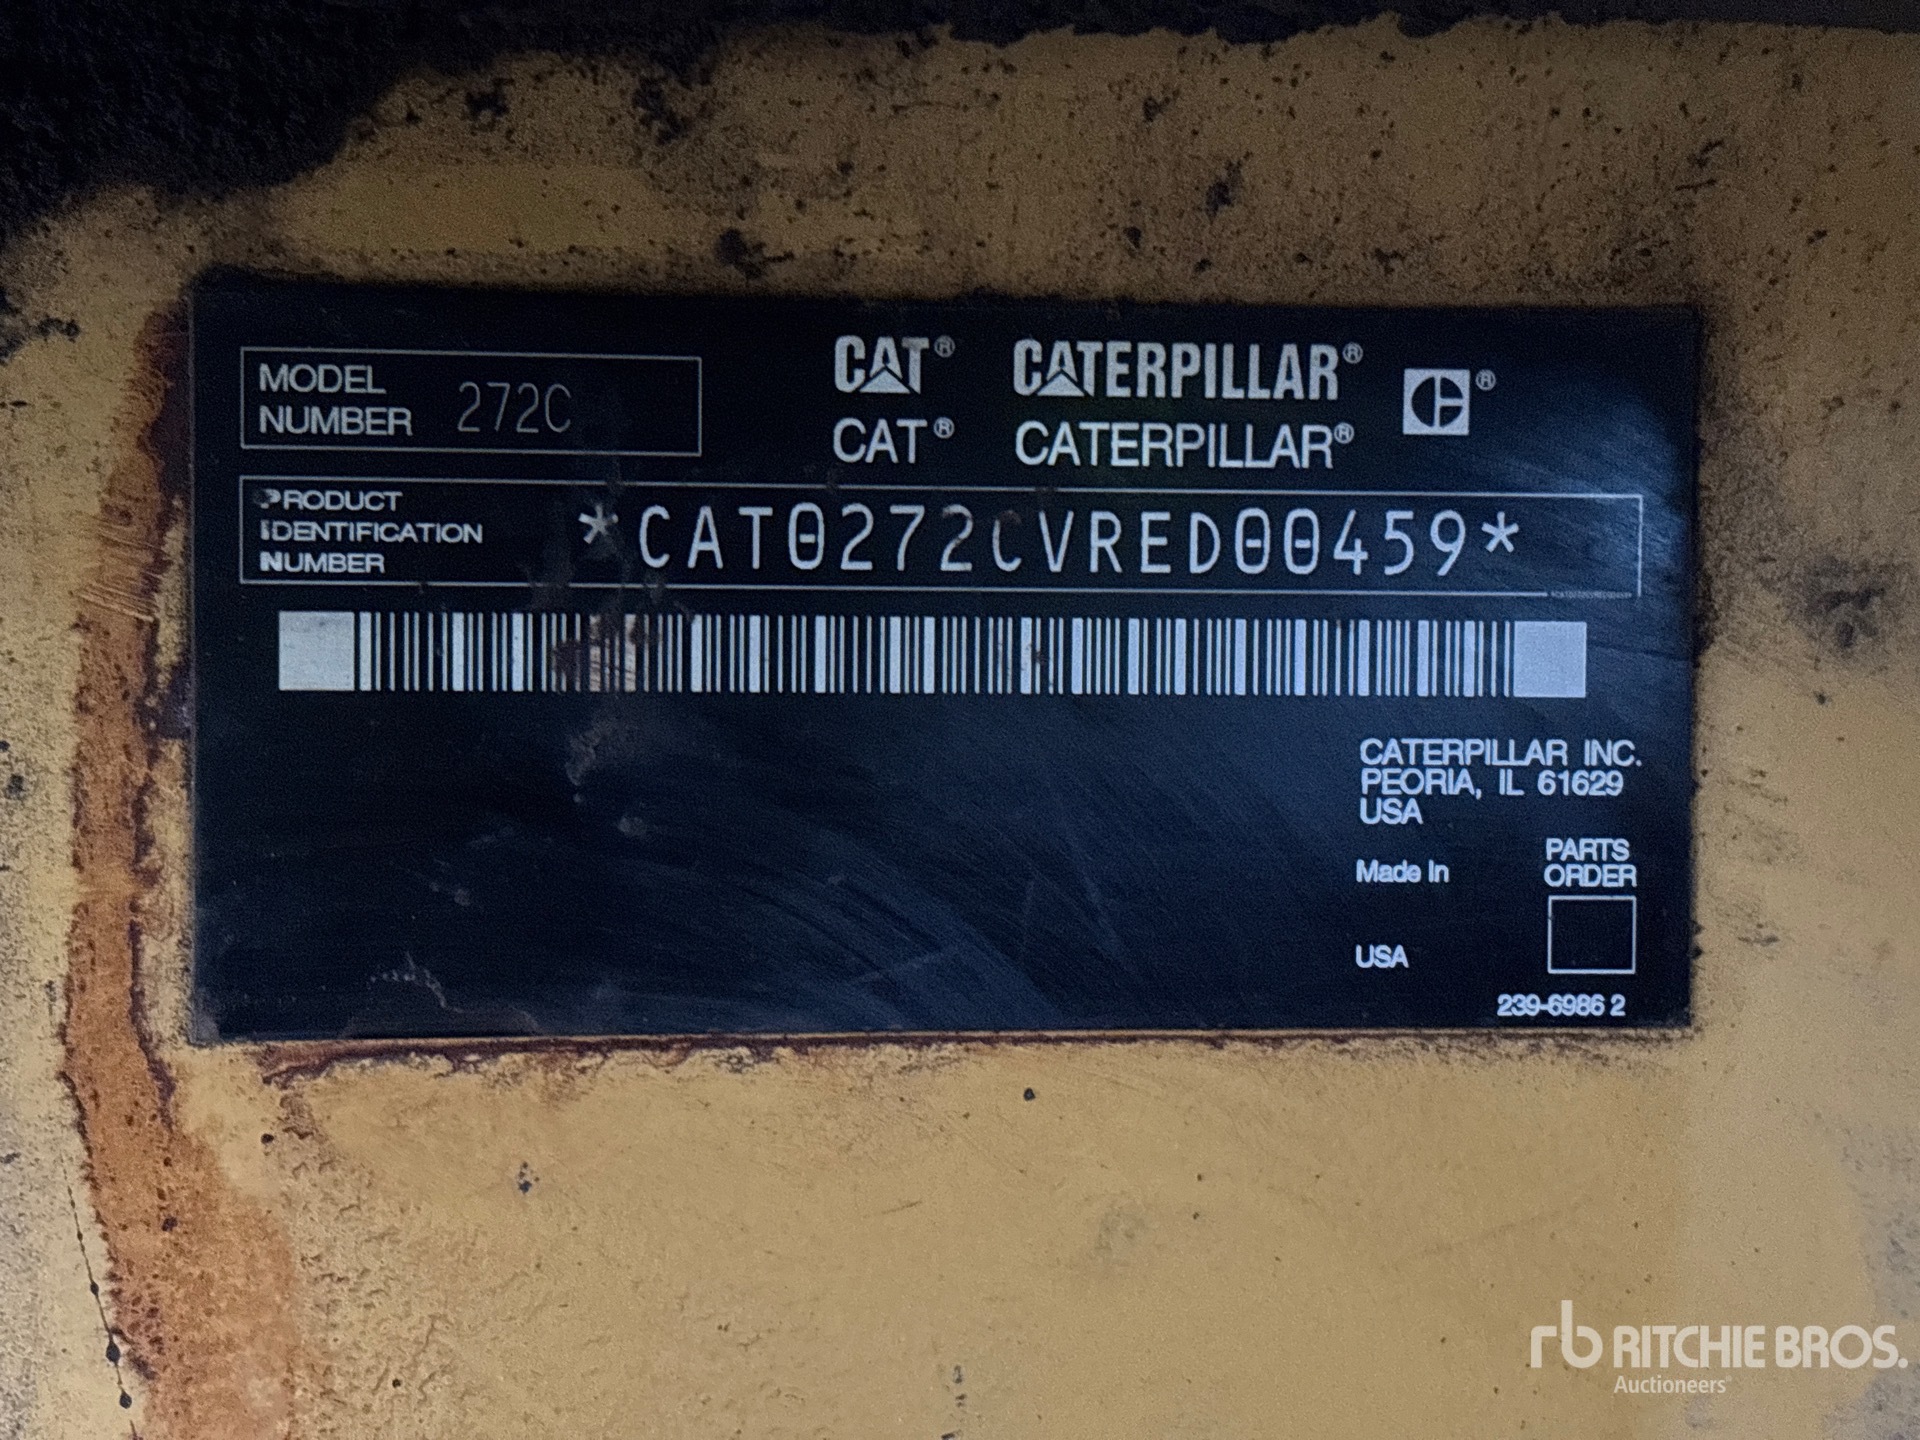 MODEL
NUMBER 272C
CAT® CATERPILLAR® ®
CAT® CATERPILLAR®
PRODUCT
IDENTIFICATION
NUMBER
*CAT0272CVRED00459*
CATERPILLAR INC.
PEORIA, IL 61629
USA
Made In
USA
PARTS
ORDER
239-6986 2
rb RITCHIE BROS.
Auctioneers